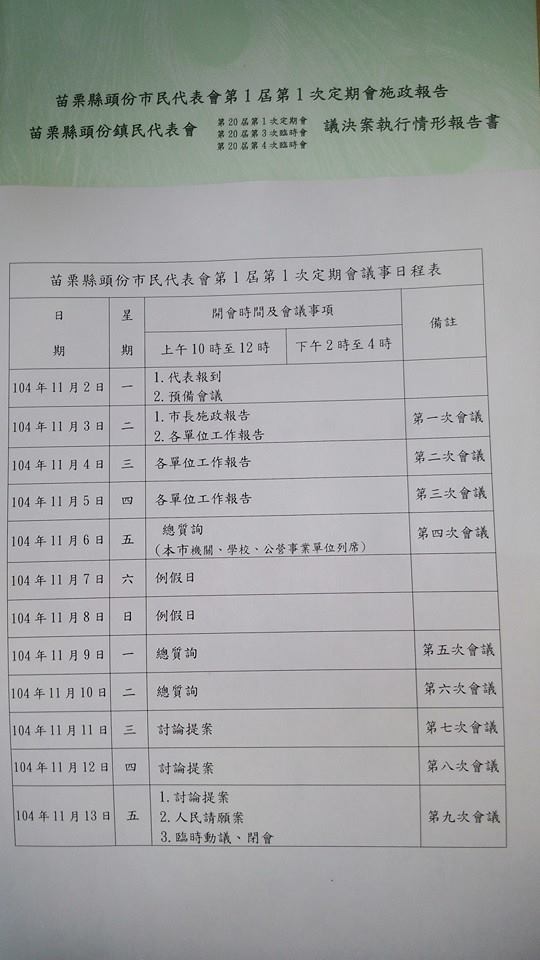 苗栗縣頭份市民代表會第1屆第1次定期會施政報告
苗栗縣頭份鎮民代表會 第20屆第1次定期會 第20屆第3次臨時會 第20屆第4次臨時會 議決案執行情形報告書
苗栗縣頭份市民代表會第1屆第1次定期會議事日程表
日期 星期 開會時間及會議事項 備註
上午10時至12時 下午2時至4時
104年11月2日 一 1.代表報到
2.預備會議
104年11月3日 二 1.市長施政報告 第一次會議
2.各單位工作報告
104年11月4日 三 各單位工作報告 第二次會議
104年11月5日 四 各單位工作報告 第三次會議
104年11月6日 五 總質詢 第四次會議
(本市機關、學校、公營事業單位列席)
104年11月7日 六 例假日
104年11月8日 日 例假日
104年11月9日 一 總質詢 第五次會議
104年11月10日 二 總質詢 第六次會議
104年11月11日 三 討論提案 第七次會議
104年11月12日 四 討論提案 第八次會議
104年11月13日 五 1.討論提案 第九次會議
2.人民請願案
3.臨時動議、閉會